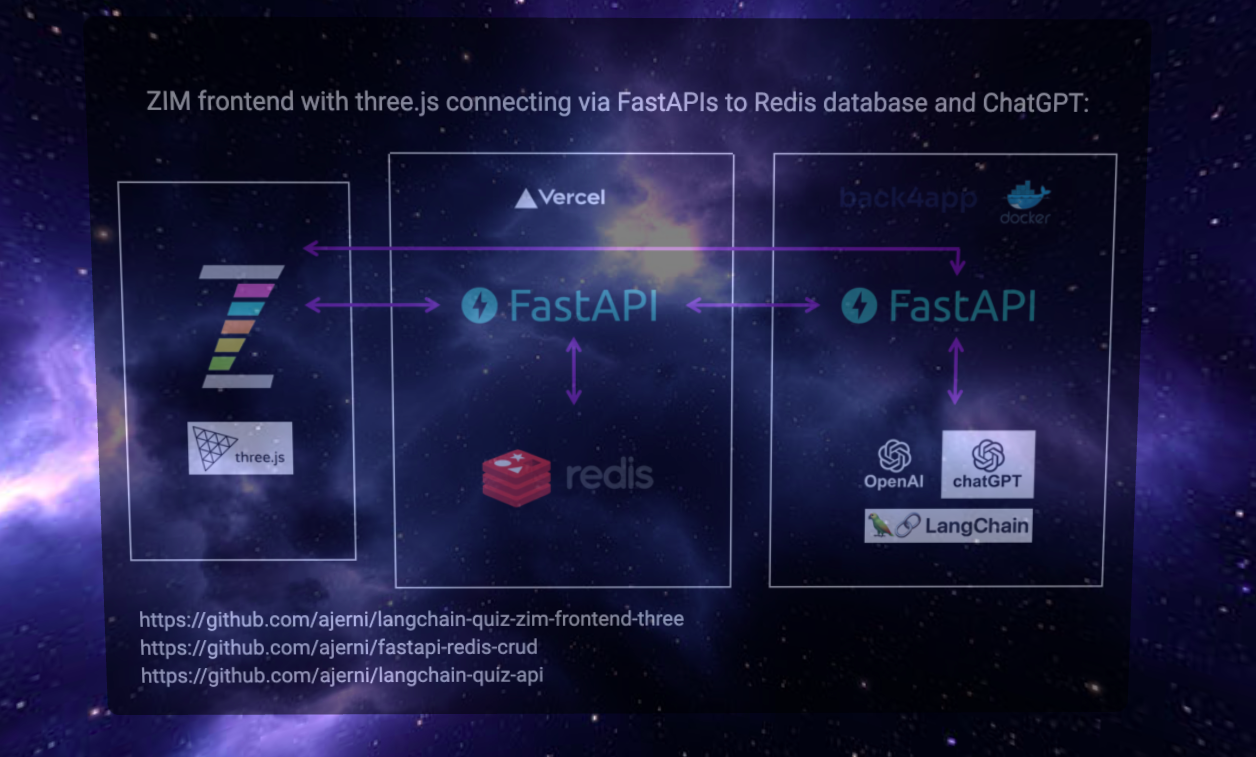 ZIM frontend with three.js connecting via FastAPIs to Redis database and ChatGPT:
Vercel
back4app
docker
FastAPI
FastAPI
three.js
redis
OpenAI
chatGPT
LangChain
https://github.com/ajerni/langchain-quiz-zim-frontend-three
https://github.com/ajerni/fastapi-redis-crud
https://github.com/ajerni/langchain-quiz-api